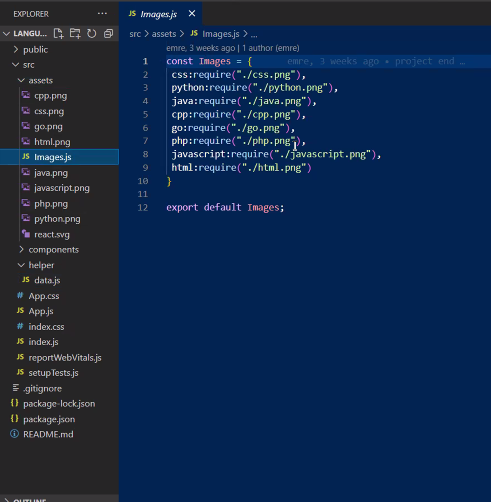 EXPLORER
LANGU...
public
src
assets
cpp.png
css.png
go.png
html.png
Images.js
java.png
javascript.png
php.png
python.png
react.svg
components
helper
data.js
App.css
App.js
index.css
index.js
reportWebVitals.js
setupTests.js
.gitignore
package-lock.json
package.json
README.md
OUTLINE
JS Images.js
src > assets > JS Images.js > ...
emre, 3 weeks ago | 1 author (emre)
1 const Images = { emre, 3 weeks ago • project end …
2 css:require("./css.png"),
3 python:require("./python.png"),
4 java:require("./java.png"),
5 cpp:require("./cpp.png"),
6 go:require("./go.png"),
7 php:require("./php.png"),
8 javascript:require("./javascript.png"),
9 html:require("./html.png")
10 }
11
12 export default Images;